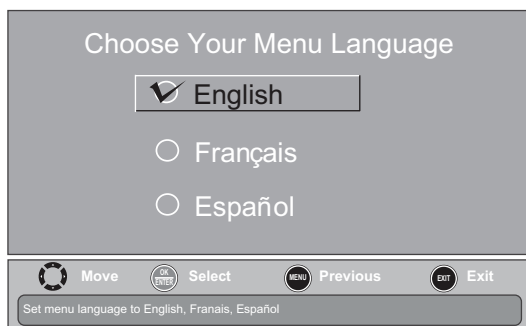 Choose Your Menu Language
English
Français
Español
Move OK ENTER Select MENU Previous EXIT Exit
Set menu language to English, Franais, Español